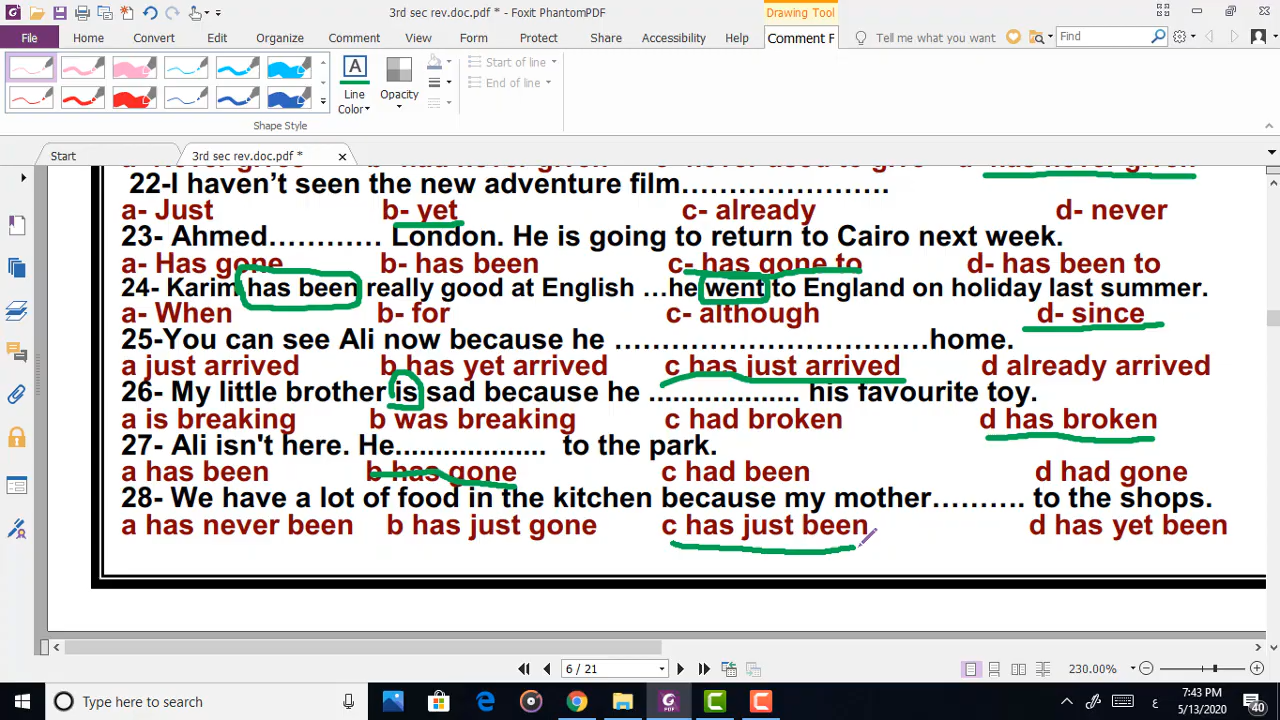 3rd sec rev.doc.pdf * - Foxit PhantomPDF
Drawing Tool
File Home Convert Edit Organize Comment View Form Protect Share Accessibility Help Comment F Tell me what you want... Find
Line Color
Opacity
Start of line
End of line
Shape Style
Start
3rd sec rev.doc.pdf *
22-I haven't seen the new adventure film………………….
a- Just b- yet c- already d- never
23- Ahmed………… London. He is going to return to Cairo next week.
a- Has gone b- has been c- has gone to d- has been to
24- Karim has been really good at English …he went to England on holiday last summer.
a- When b- for c- although d- since
25-You can see Ali now because he ……………………………home.
a just arrived b has yet arrived c has just arrived d already arrived
26- My little brother is sad because he .................... his favourite toy.
a is breaking b was breaking c had broken d has broken
27- Ali isn't here. He.................... to the park.
a has been b has gone c had been d had gone
28- We have a lot of food in the kitchen because my mother………. to the shops.
a has never been b has just gone c has just been d has yet been
6 / 21
230.00%
Type here to search
ع
7:43 PM
5/13/2020
40